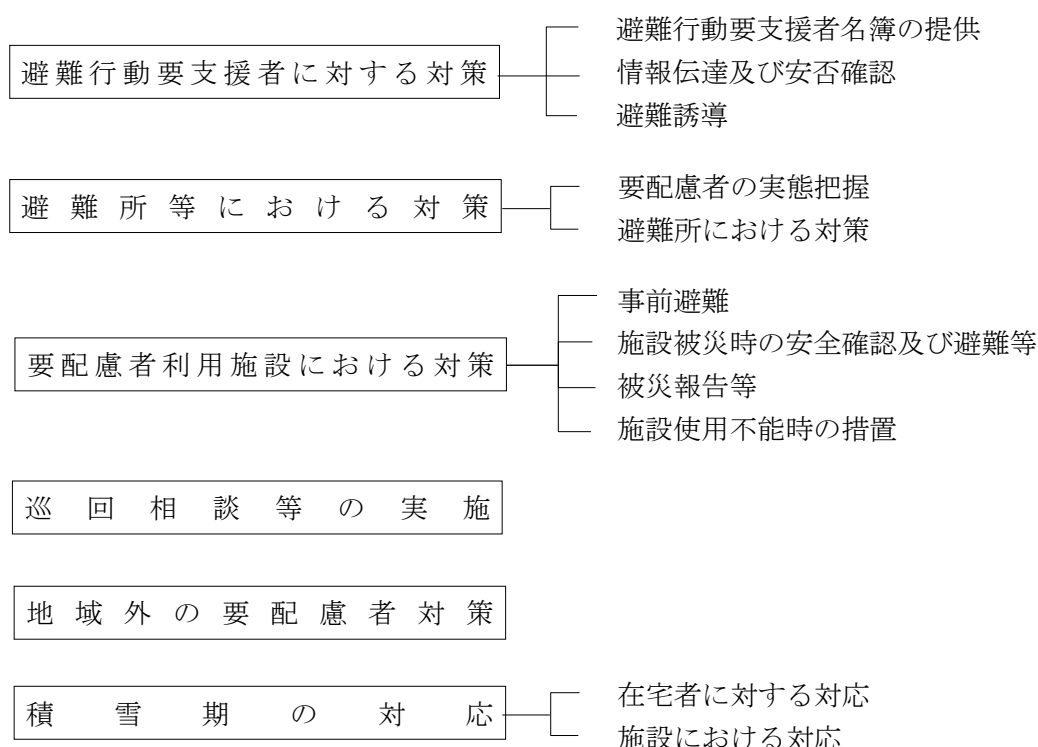 避難行動要支援者に対する対策
避難行動要支援者名簿の提供
情報伝達及び安否確認
避難誘導
避難所等における対策
要配慮者の実態把握
避難所における対策
要配慮者利用施設における対策
事前避難
施設被災時の安全確認及び避難等
被災報告等
施設使用不能時の措置
巡回相談等の実施
地域外の要配慮者対策
積雪期の対応
在宅者に対する対応
施設における対応